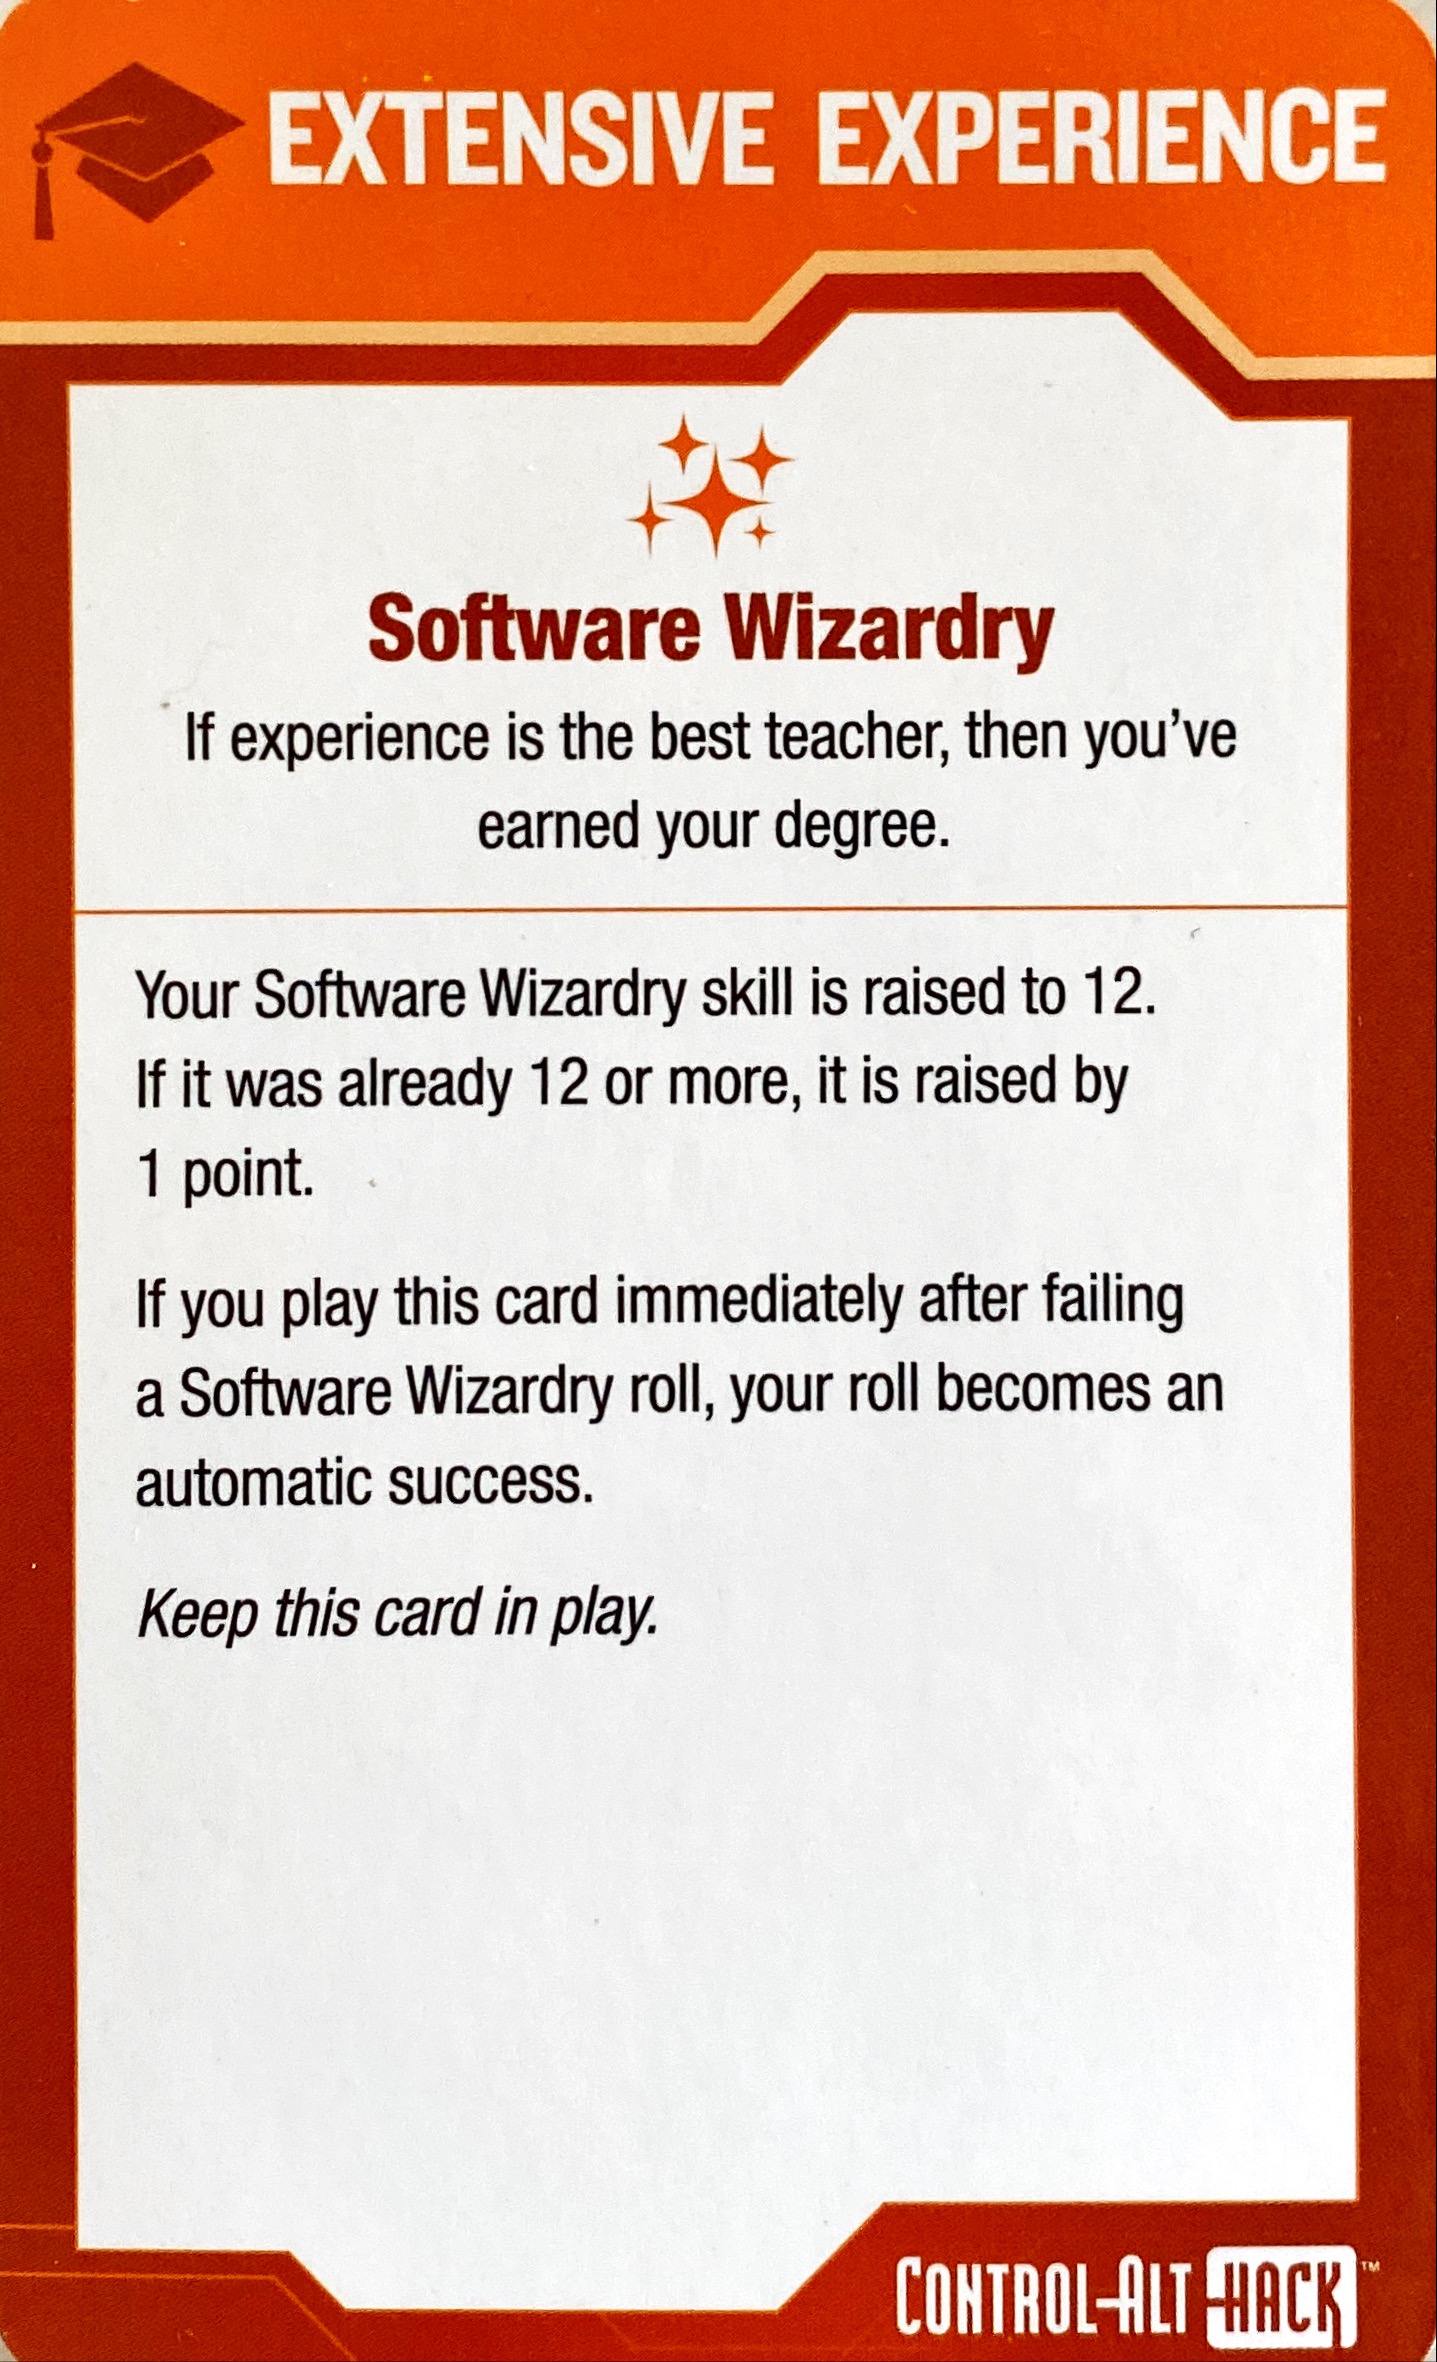 EXTENSIVE EXPERIENCE
Software Wizardry
If experience is the best teacher, then you've
earned your degree.
Your Software Wizardry skill is raised to 12.
If it was already 12 or more, it is raised by
1 point.
If you play this card immediately after failing
a Software Wizardry roll, your roll becomes an
automatic success.
Keep this card in play.
CONTROL-ALT-HACK™